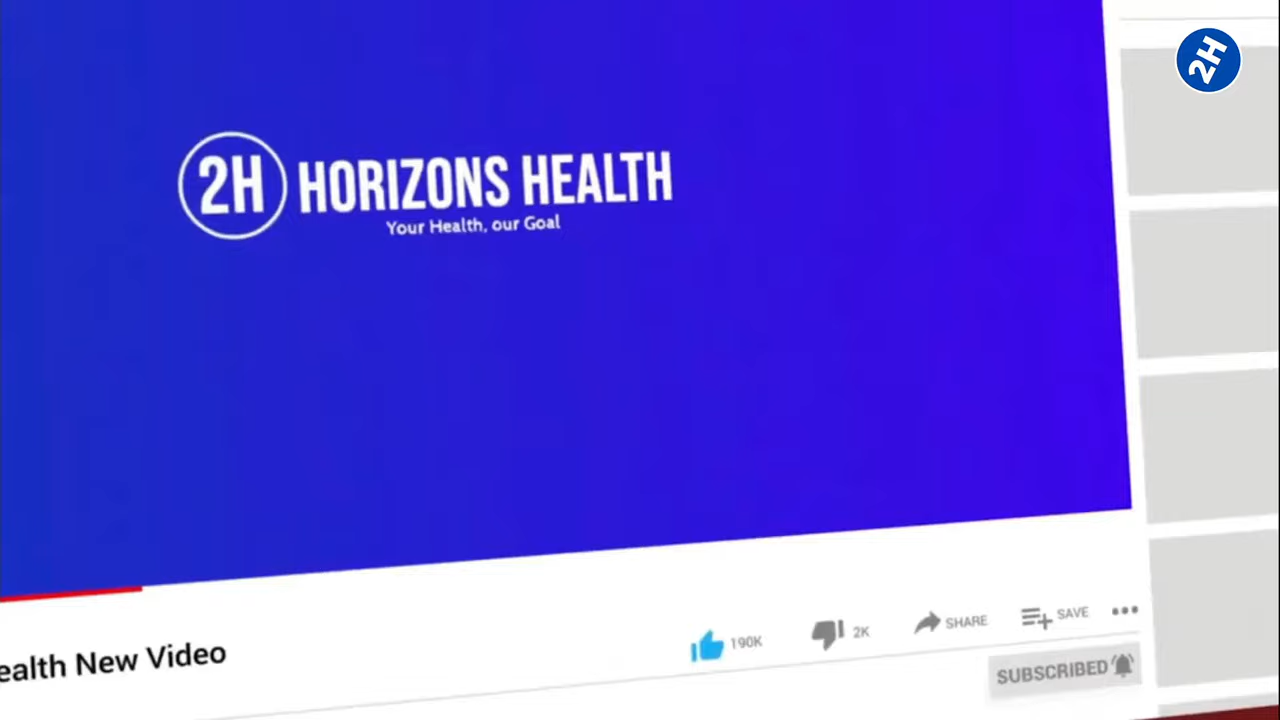 2H
2H HORIZONS HEALTH
Your Health, our Goal
ealth New Video
190K
2K
SHARE
SAVE
SUBSCRIBED